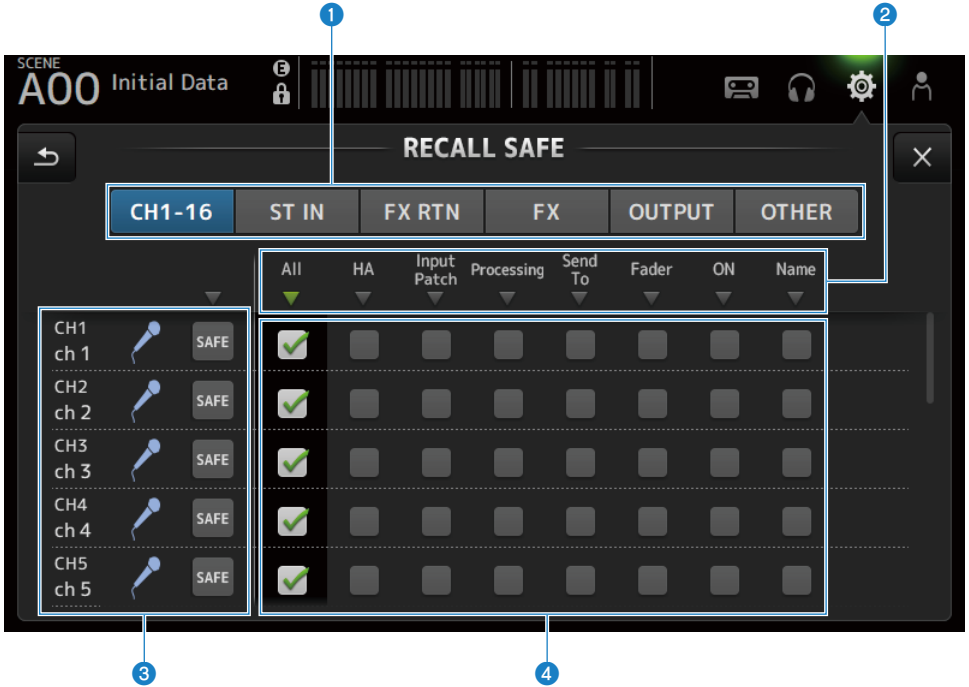 1 2
SCENE
A00 Initial Data E
RECALL SAFE
CH1-16 ST IN FX RTN FX OUTPUT OTHER
All HA Input Patch Processing Send To Fader ON Name
CH1
ch 1 SAFE
CH2
ch 2 SAFE
CH3
ch 3 SAFE
CH4
ch 4 SAFE
CH5
ch 5 SAFE
3 4